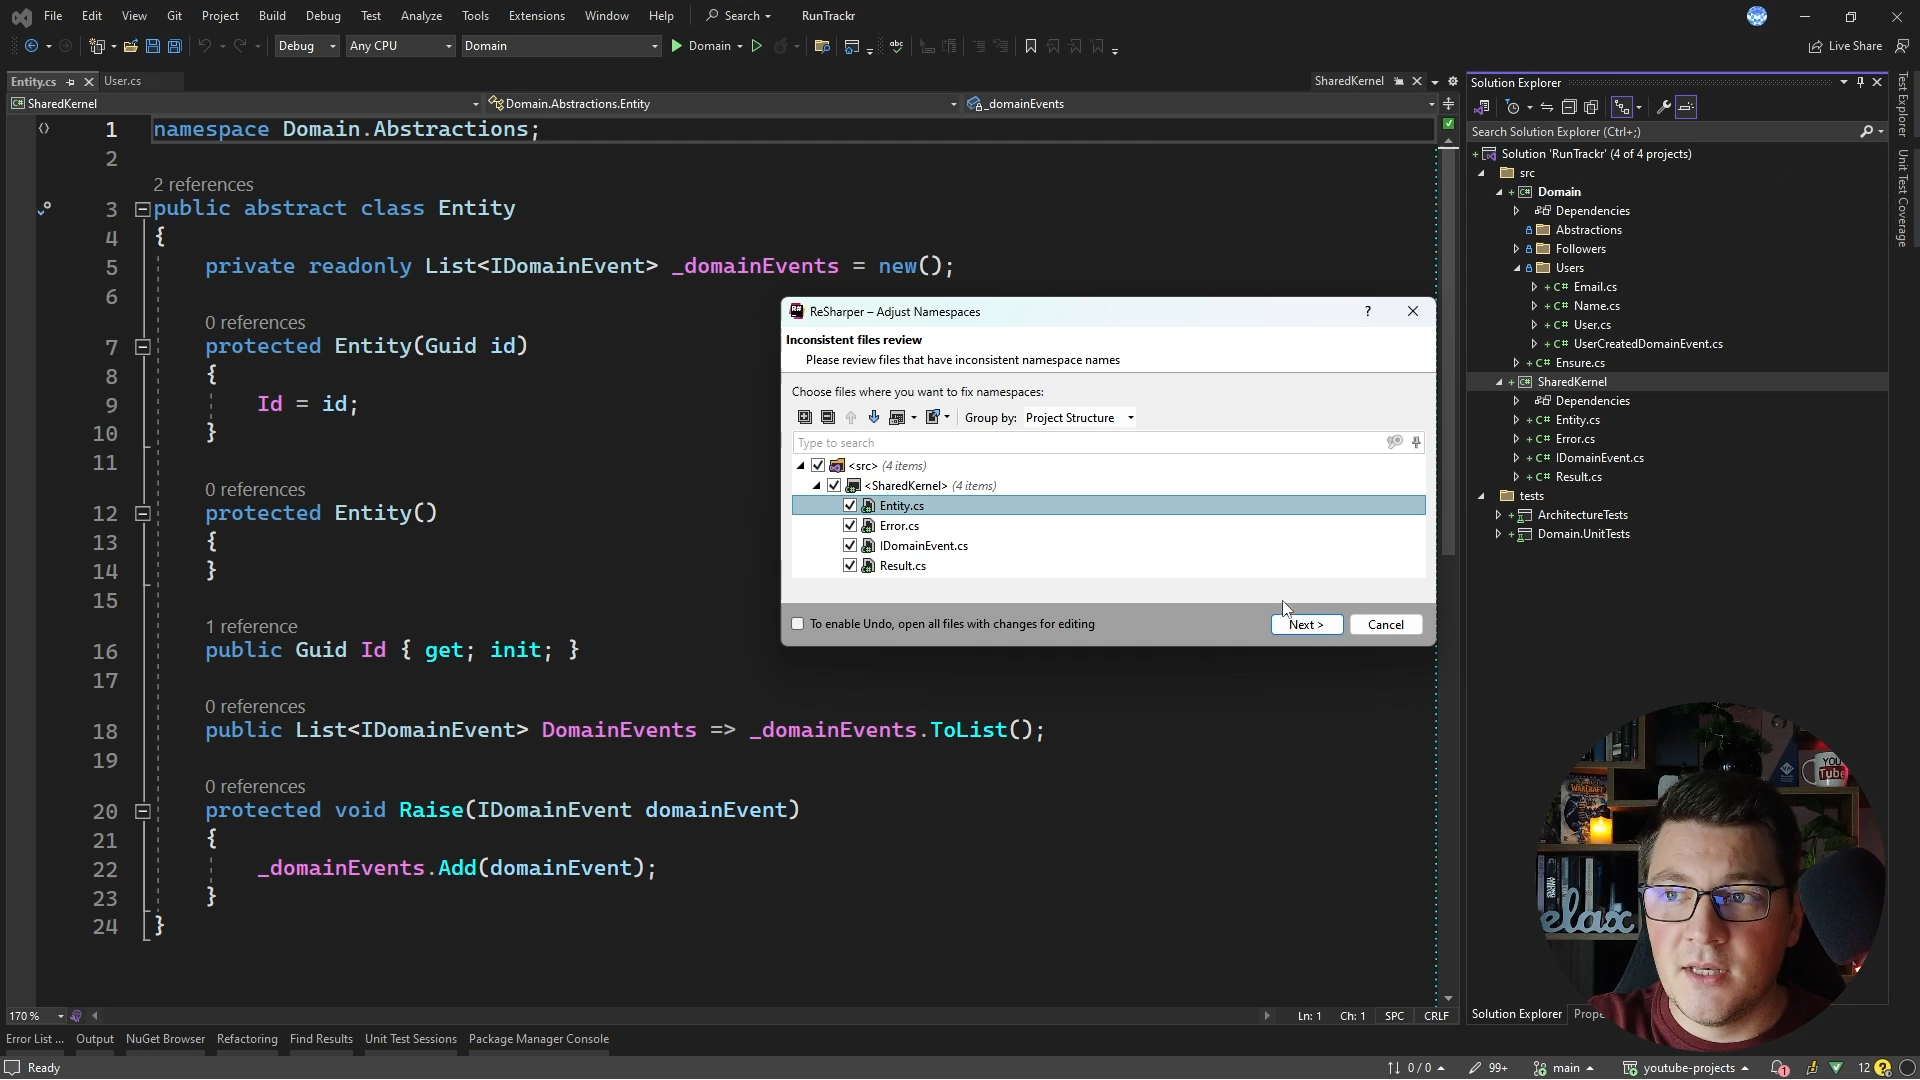 File Edit View Git Project Build Debug Test Analyze Tools Extensions Window Help Search RunTrackr
Debug Any CPU Domain Domain Live Share
Entity.cs User.cs SharedKernel
SharedKernel Domain.Abstractions.Entity _domainEvents
1 namespace Domain.Abstractions;
2
2 references
3 public abstract class Entity
4 {
5 private readonly List<IDomainEvent> _domainEvents = new();
6
0 references
7 protected Entity(Guid id)
8 {
9 Id = id;
10 }
11
0 references
12 protected Entity()
13 {
14 }
15
1 reference
16 public Guid Id { get; init; }
17
0 references
18 public List<IDomainEvent> DomainEvents => _domainEvents.ToList();
19
0 references
20 protected void Raise(IDomainEvent domainEvent)
21 {
22 _domainEvents.Add(domainEvent);
23 }
24 }
ReSharper – Adjust Namespaces
Inconsistent files review
Please review files that have inconsistent namespace names
Choose files where you want to fix namespaces:
Group by: Project Structure
Type to search
<src> (4 items)
<SharedKernel> (4 items)
Entity.cs
Error.cs
IDomainEvent.cs
Result.cs
To enable Undo, open all files with changes for editing
Next > Cancel
Solution Explorer
Search Solution Explorer (Ctrl+;)
Solution 'RunTrackr' (4 of 4 projects)
src
Domain
Dependencies
Abstractions
Followers
Users
Email.cs
Name.cs
User.cs
UserCreatedDomainEvent.cs
Ensure.cs
SharedKernel
Dependencies
Entity.cs
Error.cs
IDomainEvent.cs
Result.cs
tests
ArchitectureTests
Domain.UnitTests
Test Explorer
Unit Test Coverage
YOU
Tube
WARCRAFT
elax
170 % Ln: 1 Ch: 1 SPC CRLF
Solution Explorer Prope
Error List ... Output NuGet Browser Refactoring Find Results Unit Test Sessions Package Manager Console
Ready 0 / 0 99+ main youtube-projects 1 12